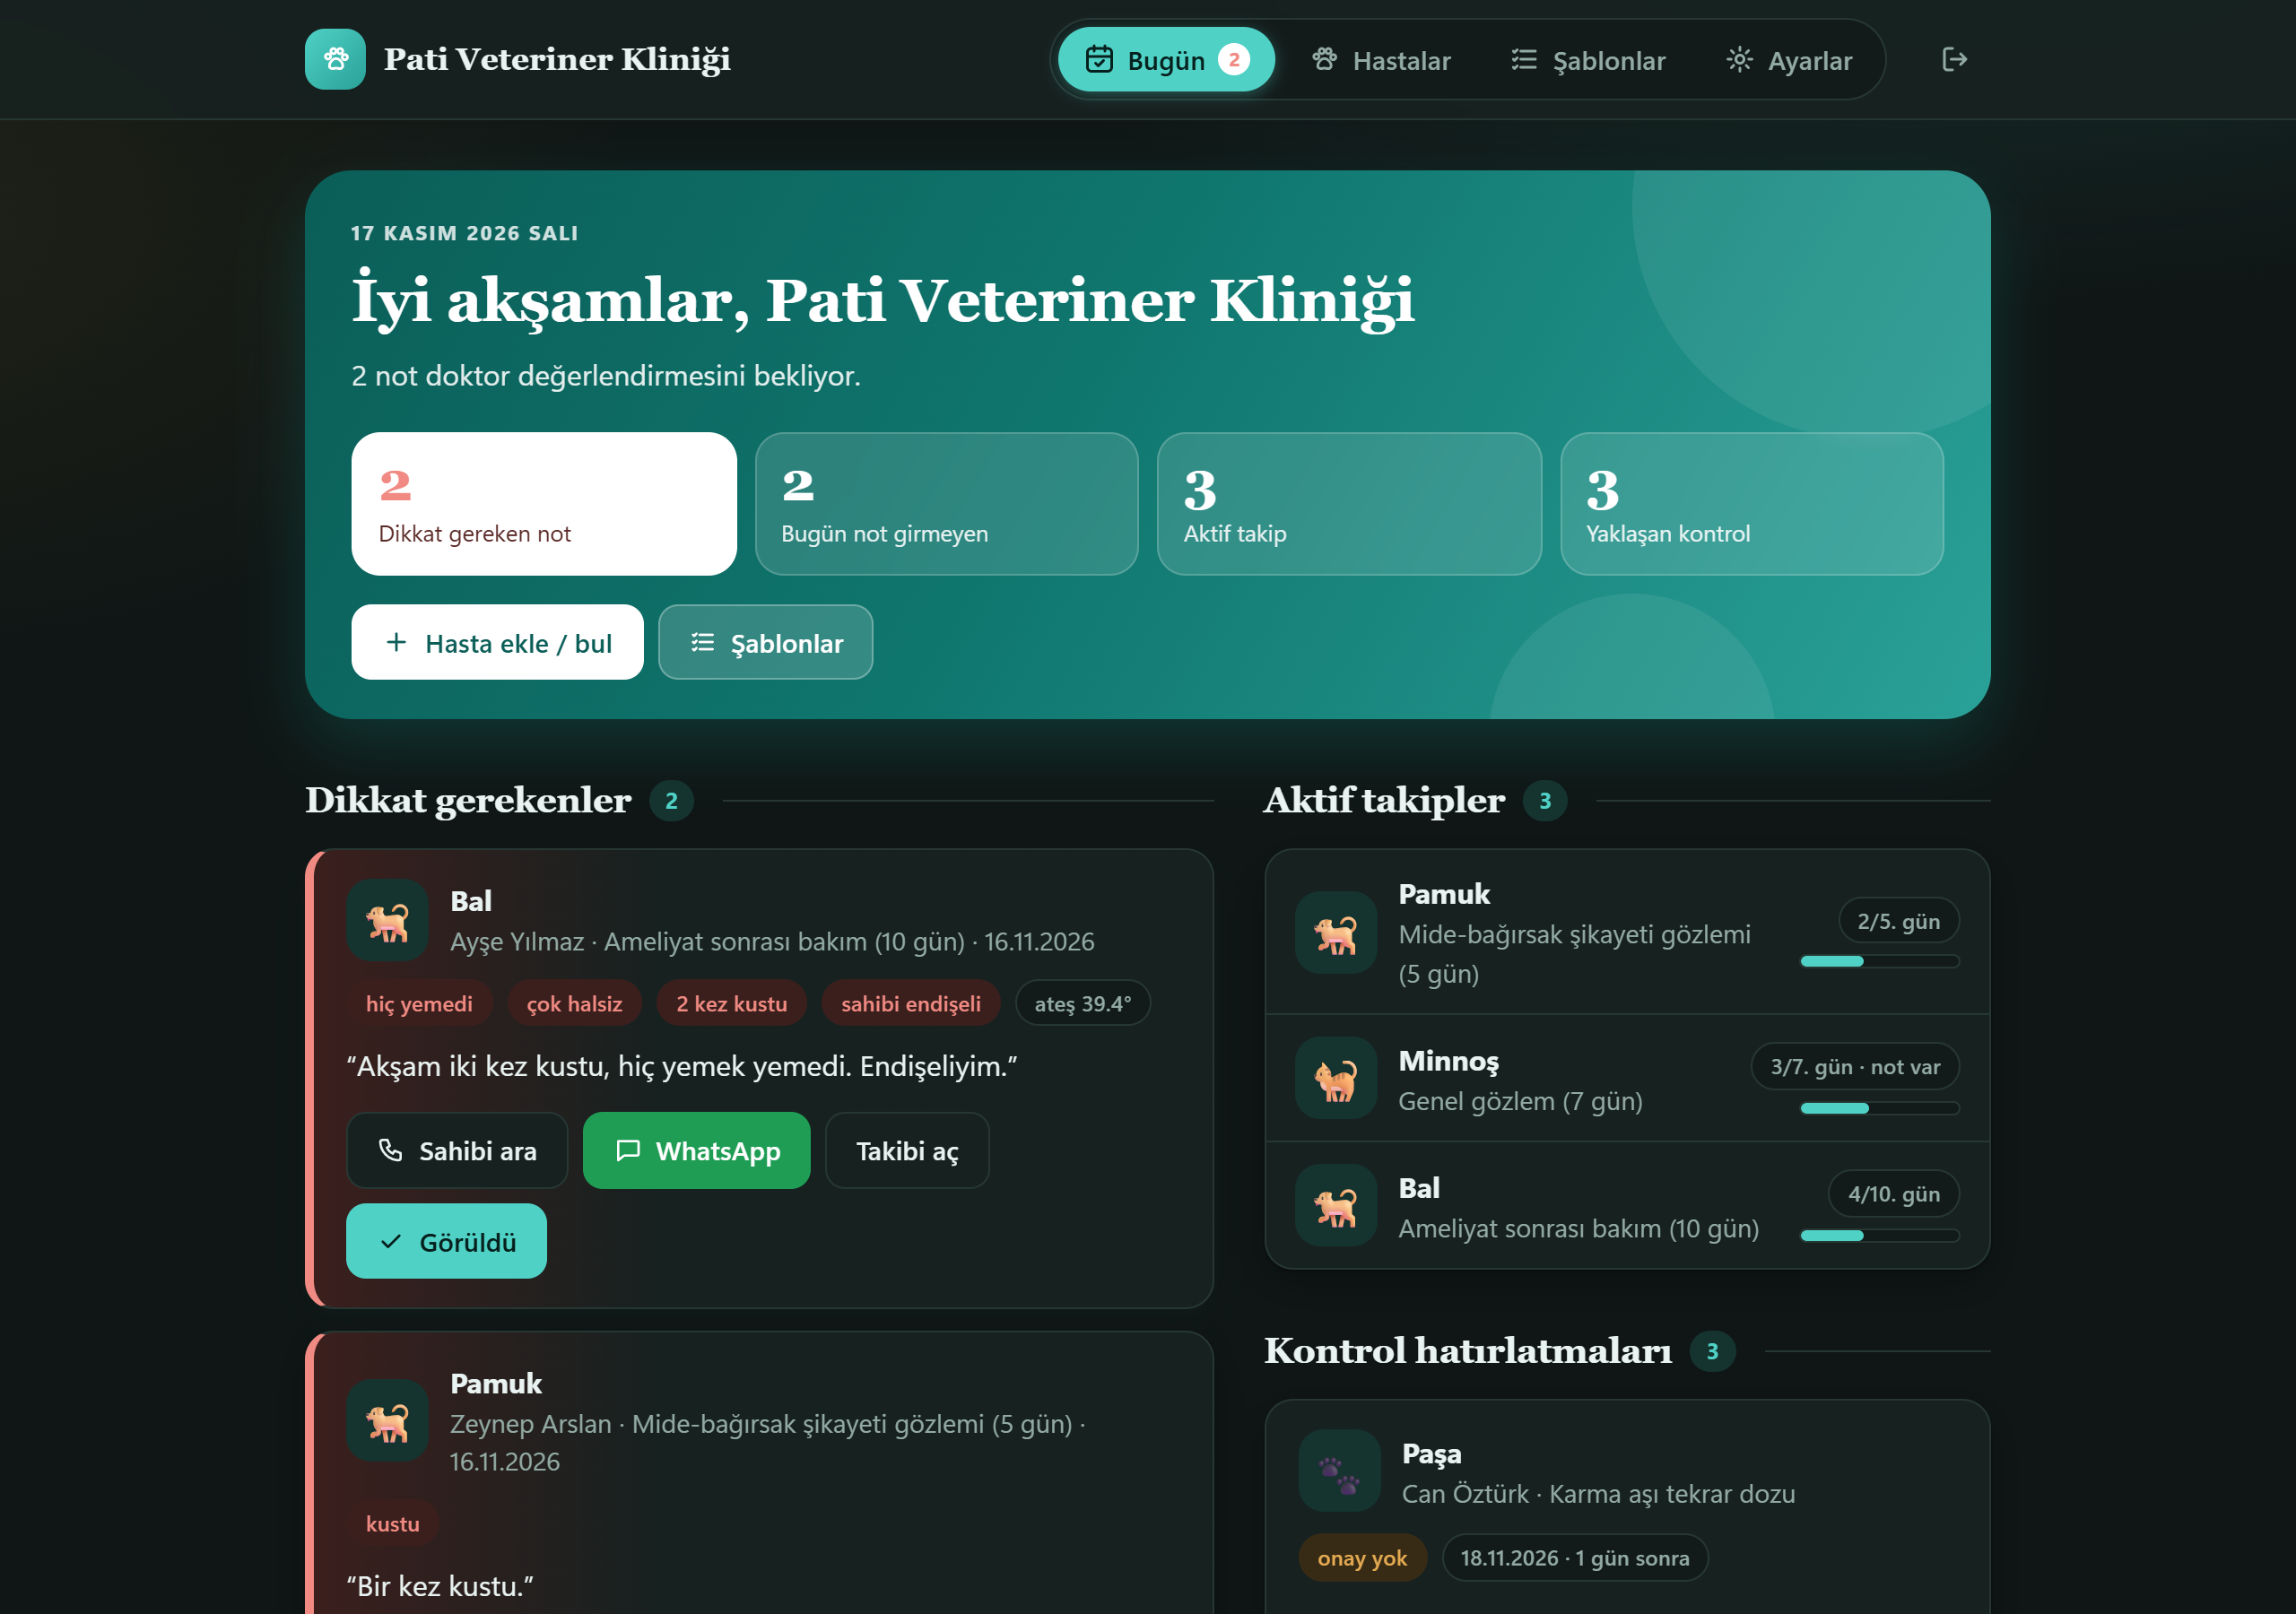 Pati Veteriner Kliniği
Bugün 2
Hastalar
Şablonlar
Ayarlar
17 KASIM 2026 SALI
İyi akşamlar, Pati Veteriner Kliniği
2 not doktor değerlendirmesini bekliyor.
2
Dikkat gereken not
2
Bugün not girmeyen
3
Aktif takip
3
Yaklaşan kontrol
Hasta ekle / bul
Şablonlar
Dikkat gerekenler 2
Bal
Ayşe Yılmaz · Ameliyat sonrası bakım (10 gün) · 16.11.2026
hiç yemedi
çok halsiz
2 kez kustu
sahibi endişeli
ateş 39.4°
“Akşam iki kez kustu, hiç yemek yemedi. Endişeliyim.”
Sahibi ara
WhatsApp
Takibi aç
Görüldü
Pamuk
Zeynep Arslan · Mide-bağırsak şikayeti gözlemi (5 gün) ·
16.11.2026
kustu
“Bir kez kustu.”
Aktif takipler 3
Pamuk
Mide-bağırsak şikayeti gözlemi
(5 gün)
2/5. gün
Minnoş
Genel gözlem (7 gün)
3/7. gün · not var
Bal
Ameliyat sonrası bakım (10 gün)
4/10. gün
Kontrol hatırlatmaları 3
Paşa
Can Öztürk · Karma aşı tekrar dozu
onay yok
18.11.2026 · 1 gün sonra